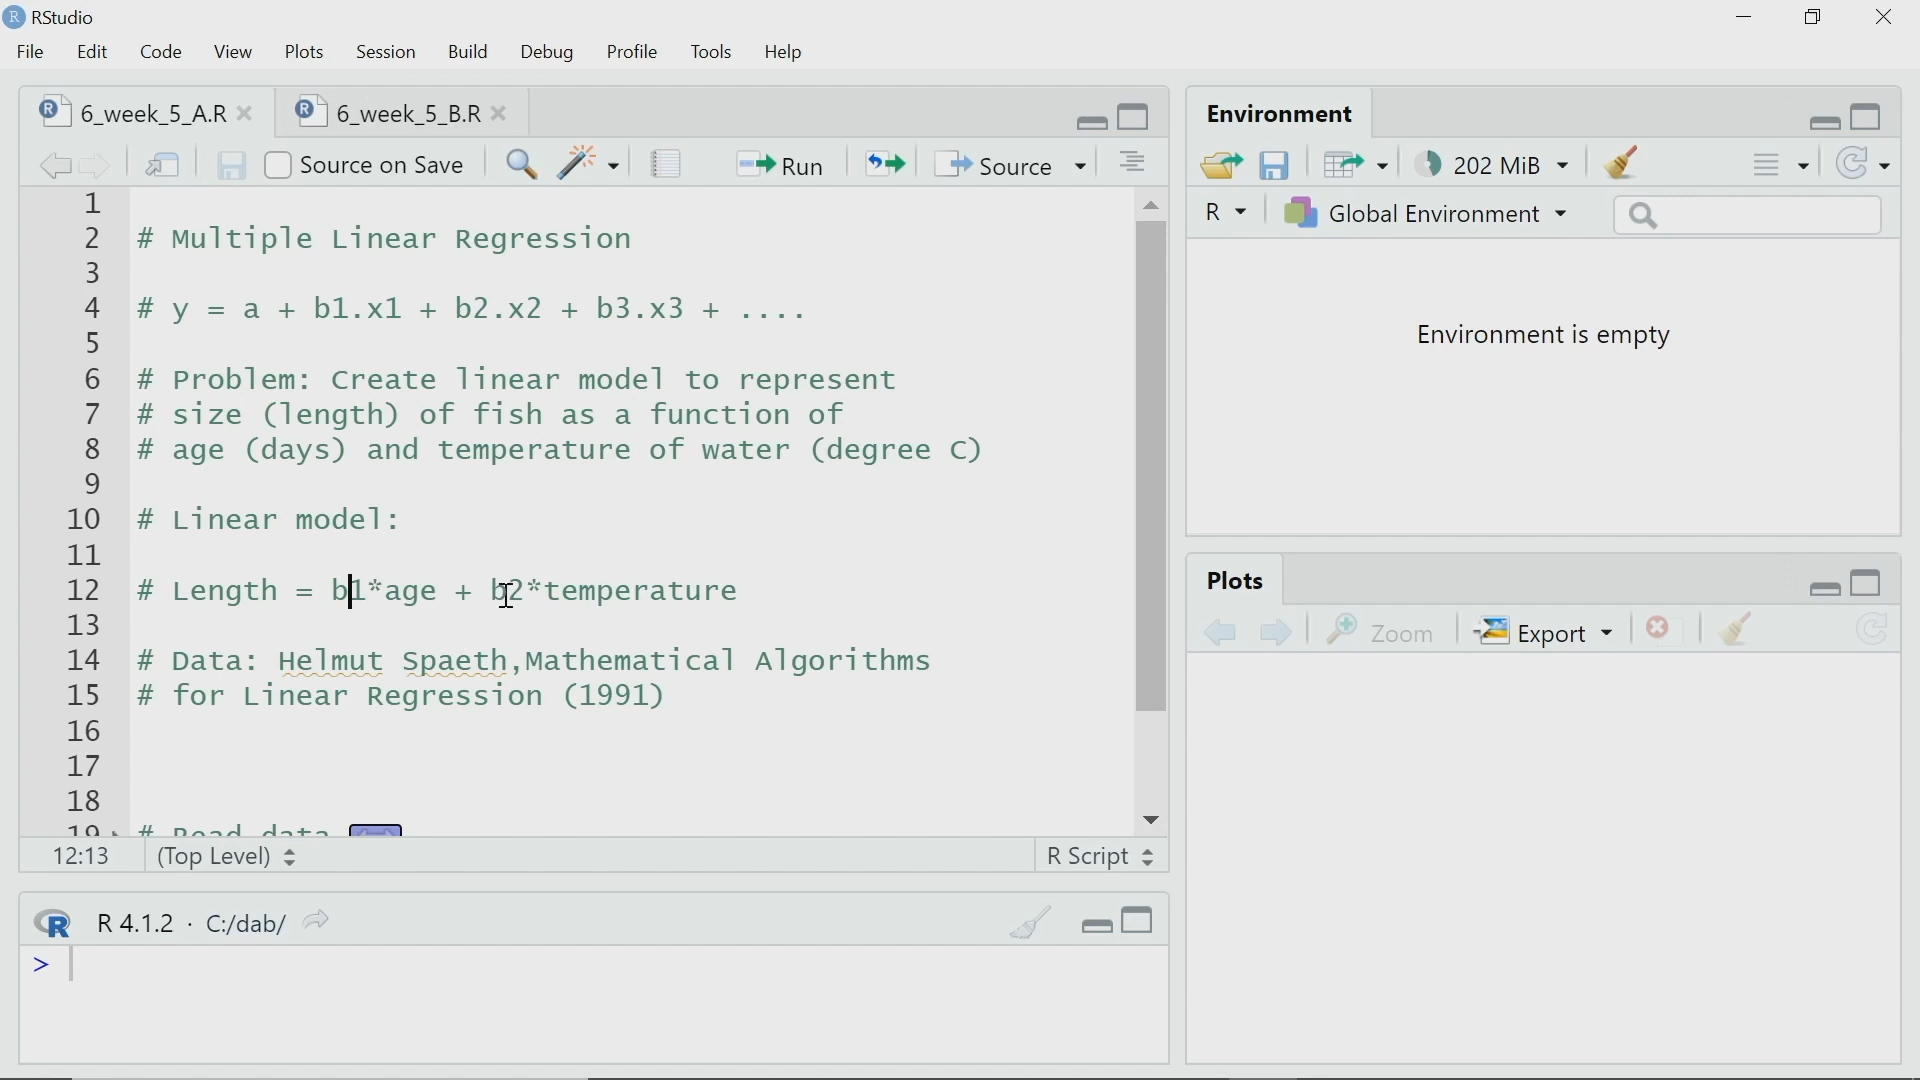 RStudio
File Edit Code View Plots Session Build Debug Profile Tools Help
6_week_5_A.R 6_week_5_B.R
Source on Save Run Source
1
2 # Multiple Linear Regression
3
4 # y = a + b1.x1 + b2.x2 + b3.x3 + ....
5
6 # Problem: Create linear model to represent
7 # size (length) of fish as a function of
8 # age (days) and temperature of water (degree C)
9
10 # Linear model:
11
12 # Length = b1*age + b2*temperature
13
14 # Data: Helmut Spaeth,Mathematical Algorithms
15 # for Linear Regression (1991)
16
17
18
19 # Read data
12:13 (Top Level) R Script
R 4.1.2 · C:/dab/
>
Environment
202 MiB
R Global Environment
Environment is empty
Plots
Zoom Export